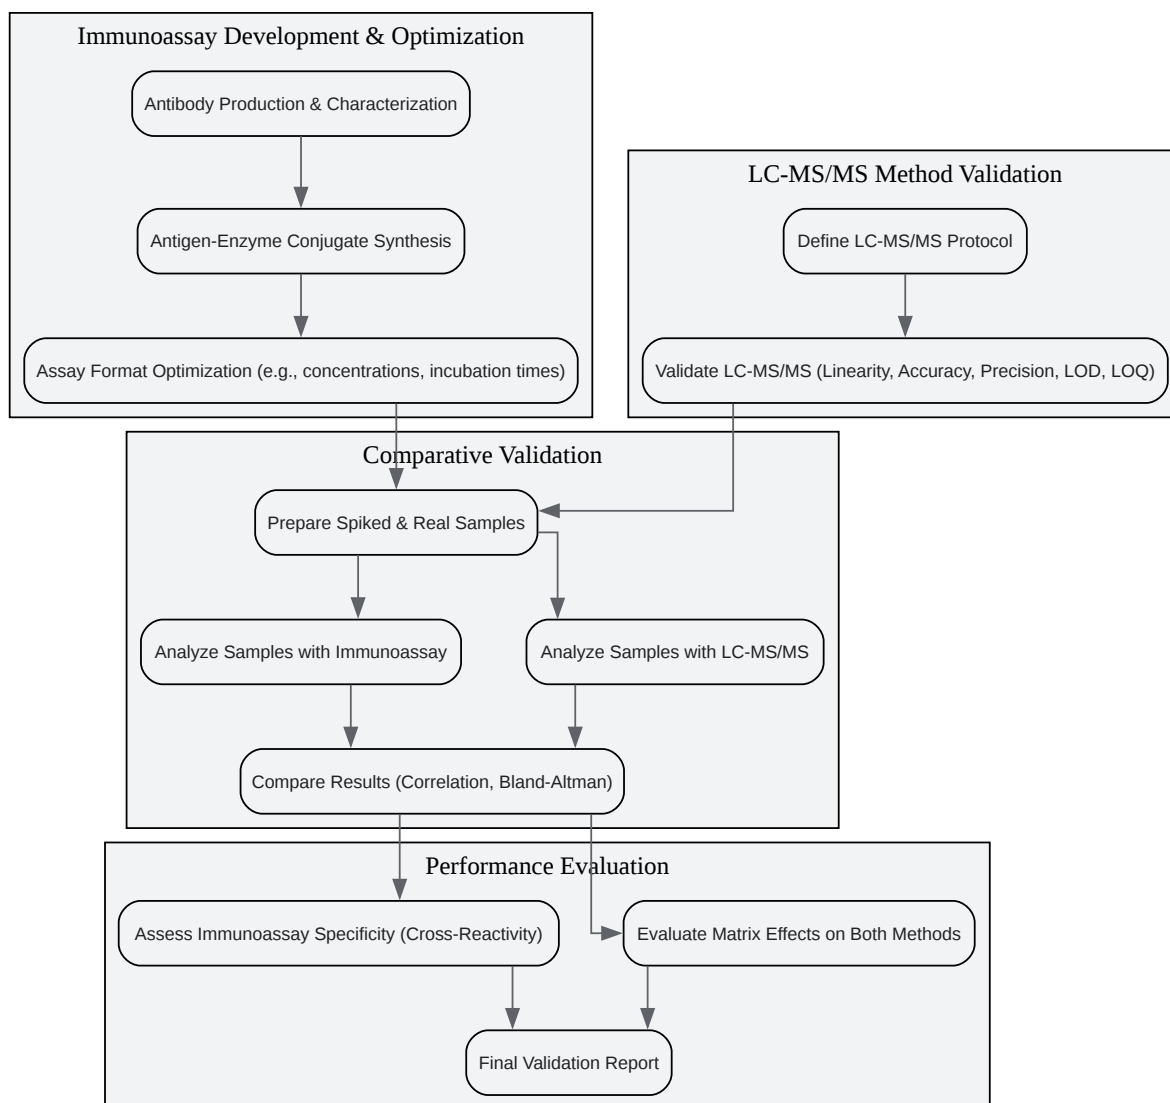 Immunoassay Development & Optimization
Antibody Production & Characterization
Antigen-Enzyme Conjugate Synthesis
Assay Format Optimization (e.g., concentrations, incubation times)
LC-MS/MS Method Validation
Define LC-MS/MS Protocol
Validate LC-MS/MS (Linearity, Accuracy, Precision, LOD, LOQ)
Comparative Validation
Prepare Spiked & Real Samples
Analyze Samples with Immunoassay
Analyze Samples with LC-MS/MS
Compare Results (Correlation, Bland-Altman)
Performance Evaluation
Assess Immunoassay Specificity (Cross-Reactivity)
Evaluate Matrix Effects on Both Methods
Final Validation Report